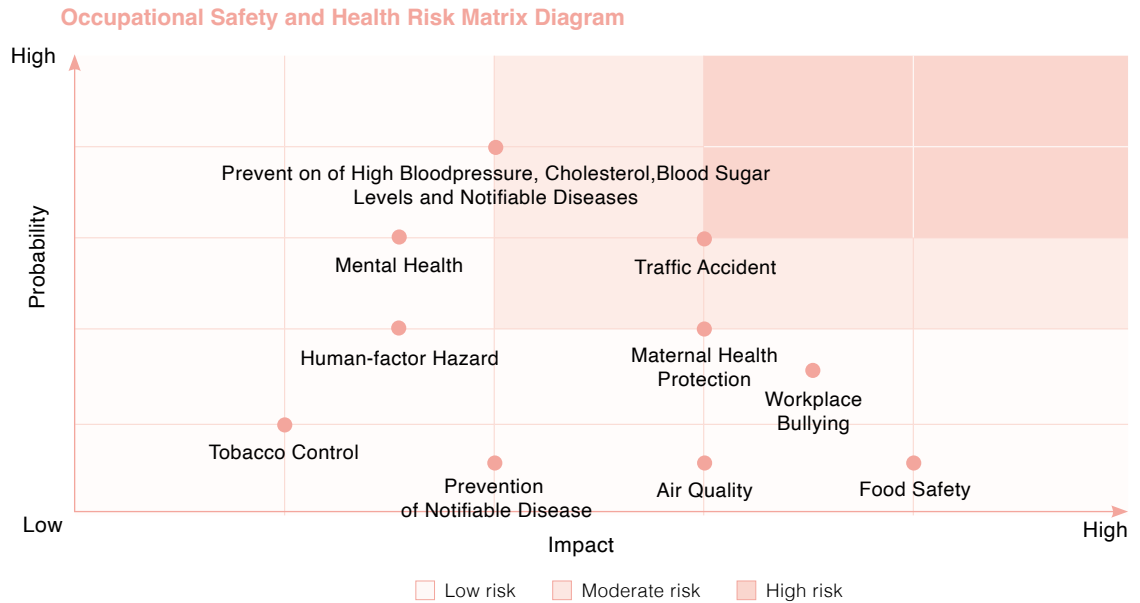 Occupational Safety and Health Risk Matrix Diagram
High
Prevent on of High Bloodpressure, Cholesterol,Blood Sugar
Levels and Notifiable Diseases
Probability
Mental Health
Traffic Accident
Human-factor Hazard
Maternal Health
Protection
Workplace
Bullying
Tobacco Control
Prevention
of Notifiable Disease
Air Quality
Food Safety
Low
High
Impact
Low risk
Moderate risk
High risk